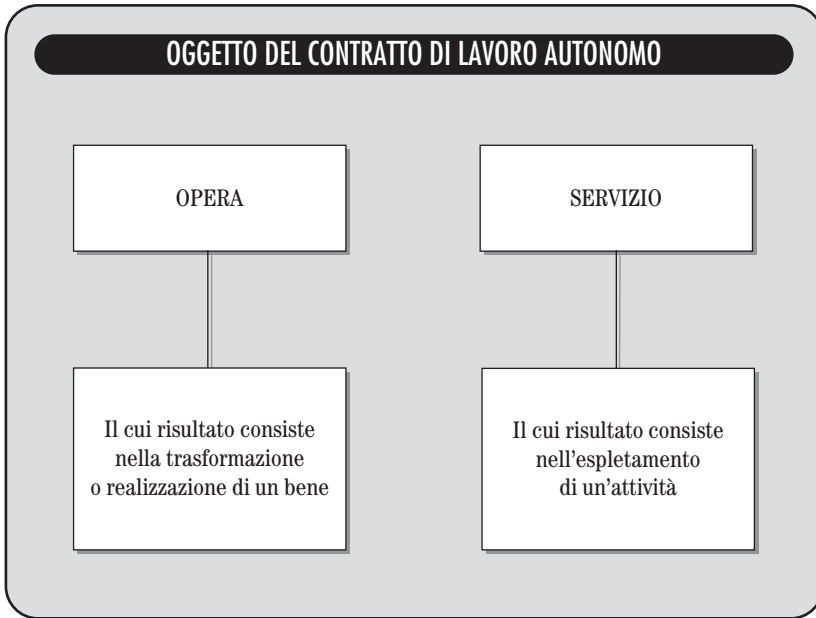 OGGETTO DEL CONTRATTO DI LAVORO AUTONOMO
OPERA
Il cui risultato consiste
nella trasformazione
o realizzazione di un bene
SERVIZIO
Il cui risultato consiste
nell'espletamento
di un'attività